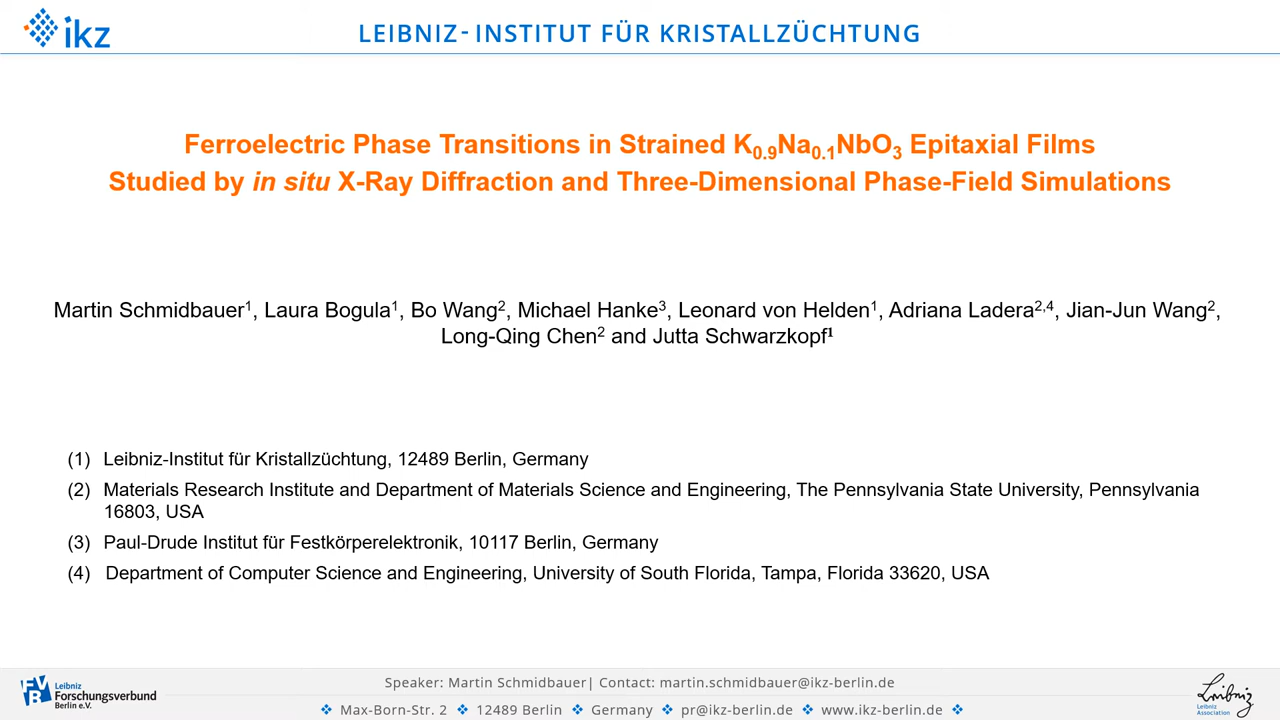 ikz
LEIBNIZ-INSTITUT FÜR KRISTALLZÜCHTUNG
Ferroelectric Phase Transitions in Strained K0.9Na0.1NbO3 Epitaxial Films
Studied by in situ X-Ray Diffraction and Three-Dimensional Phase-Field Simulations
Martin Schmidbauer1, Laura Bogula1, Bo Wang2, Michael Hanke3, Leonard von Helden1, Adriana Ladera2,4, Jian-Jun Wang2,
Long-Qing Chen2 and Jutta Schwarzkopf1
(1) Leibniz-Institut für Kristallzüchtung, 12489 Berlin, Germany
(2) Materials Research Institute and Department of Materials Science and Engineering, The Pennsylvania State University, Pennsylvania
16803, USA
(3) Paul-Drude Institut für Festkörperelektronik, 10117 Berlin, Germany
(4) Department of Computer Science and Engineering, University of South Florida, Tampa, Florida 33620, USA
FVB
Leibniz
Forschungsverbund
Berlin e.V.
Speaker: Martin Schmidbauer| Contact: martin.schmidbauer@ikz-berlin.de
❖ Max-Born-Str. 2 ❖ 12489 Berlin ❖ Germany ❖ pr@ikz-berlin.de ❖ www.ikz-berlin.de ❖
Leibniz
Leibniz
Association